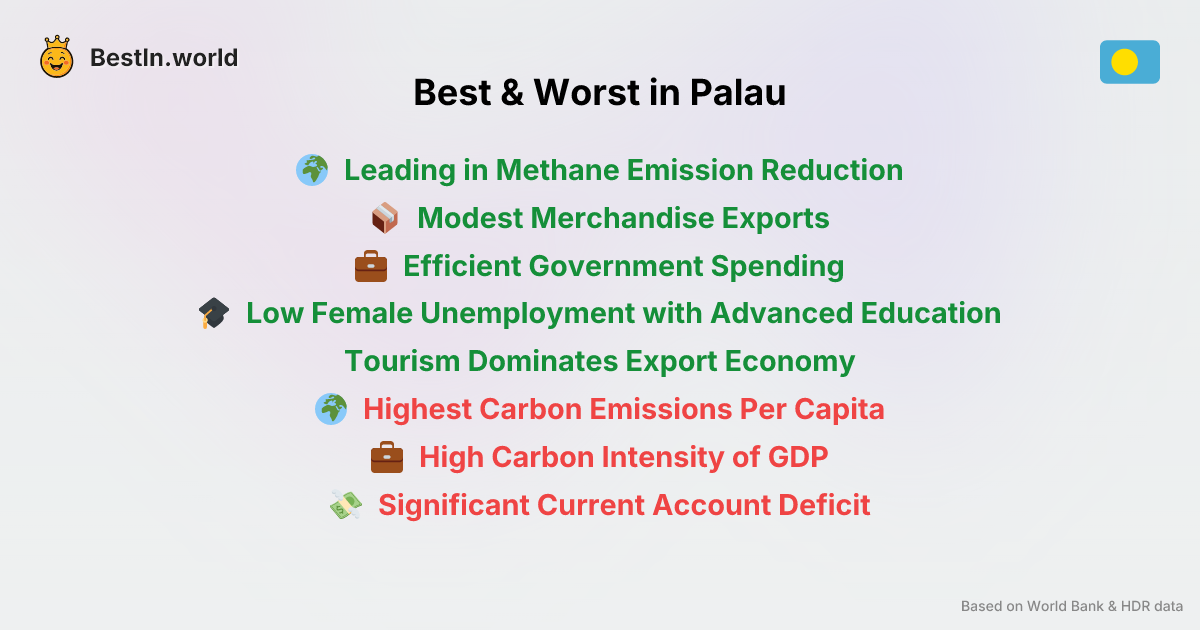 BestIn.world
Best & Worst in Palau
Leading in Methane Emission Reduction
Modest Merchandise Exports
Efficient Government Spending
Low Female Unemployment with Advanced Education
Tourism Dominates Export Economy
Highest Carbon Emissions Per Capita
High Carbon Intensity of GDP
Significant Current Account Deficit
Based on World Bank & HDR data